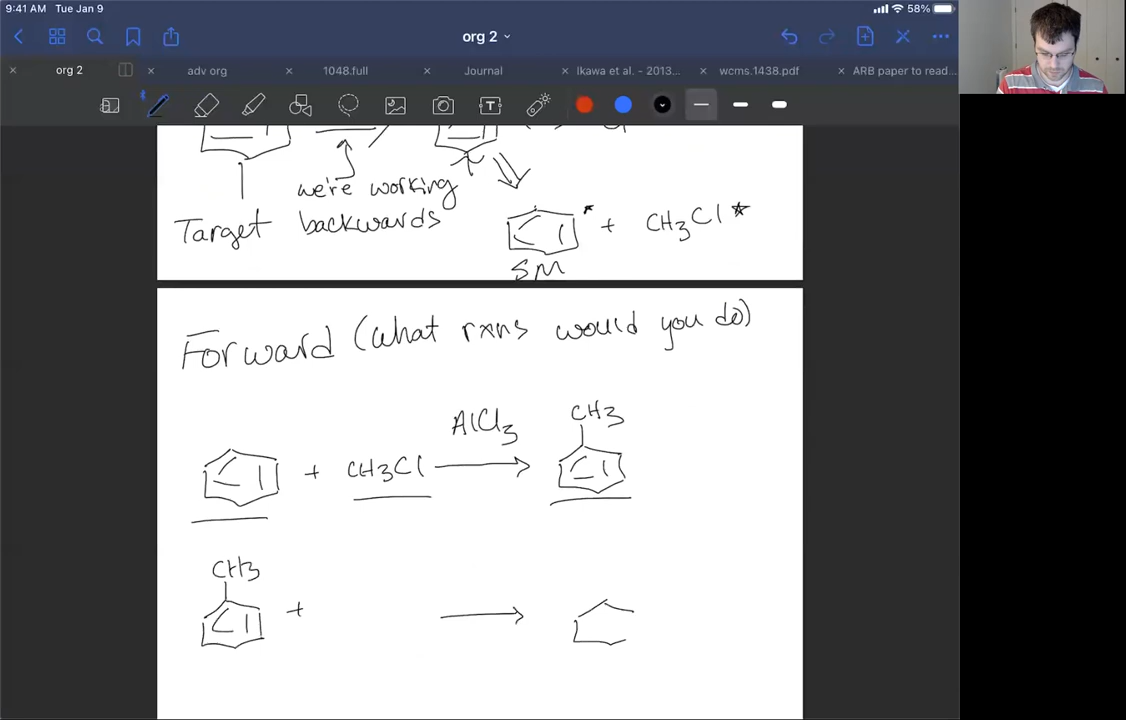 9:41 AM Tue Jan 9
58%
org 2
org 2
adv org
1048.full
Journal
Ikawa et al. - 2013...
wcms.1438.pdf
ARB paper to read...
T
we're working
backwards
Target
* + CH3Cl *
SM
Forward (what rxns would you do)
AlCl3
CH3
+ CH3Cl
CH3
+